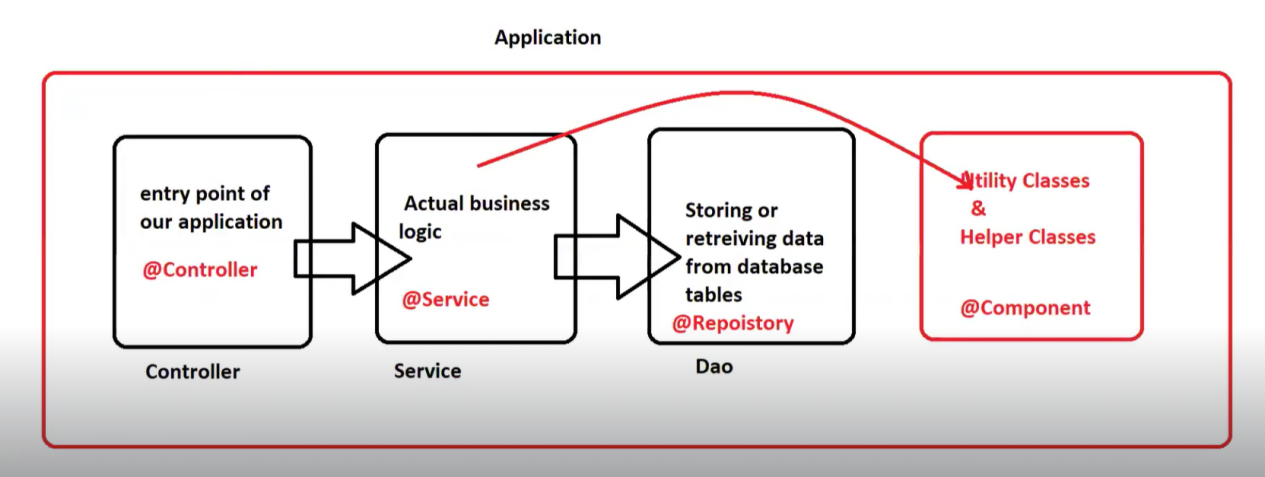 Application
entry point of
our application
@Controller
Controller
Actual business
logic
@Service
Service
Storing or
retreiving data
from database
tables
@Repoistory
Dao
Utility Classes
&
Helper Classes
@Component